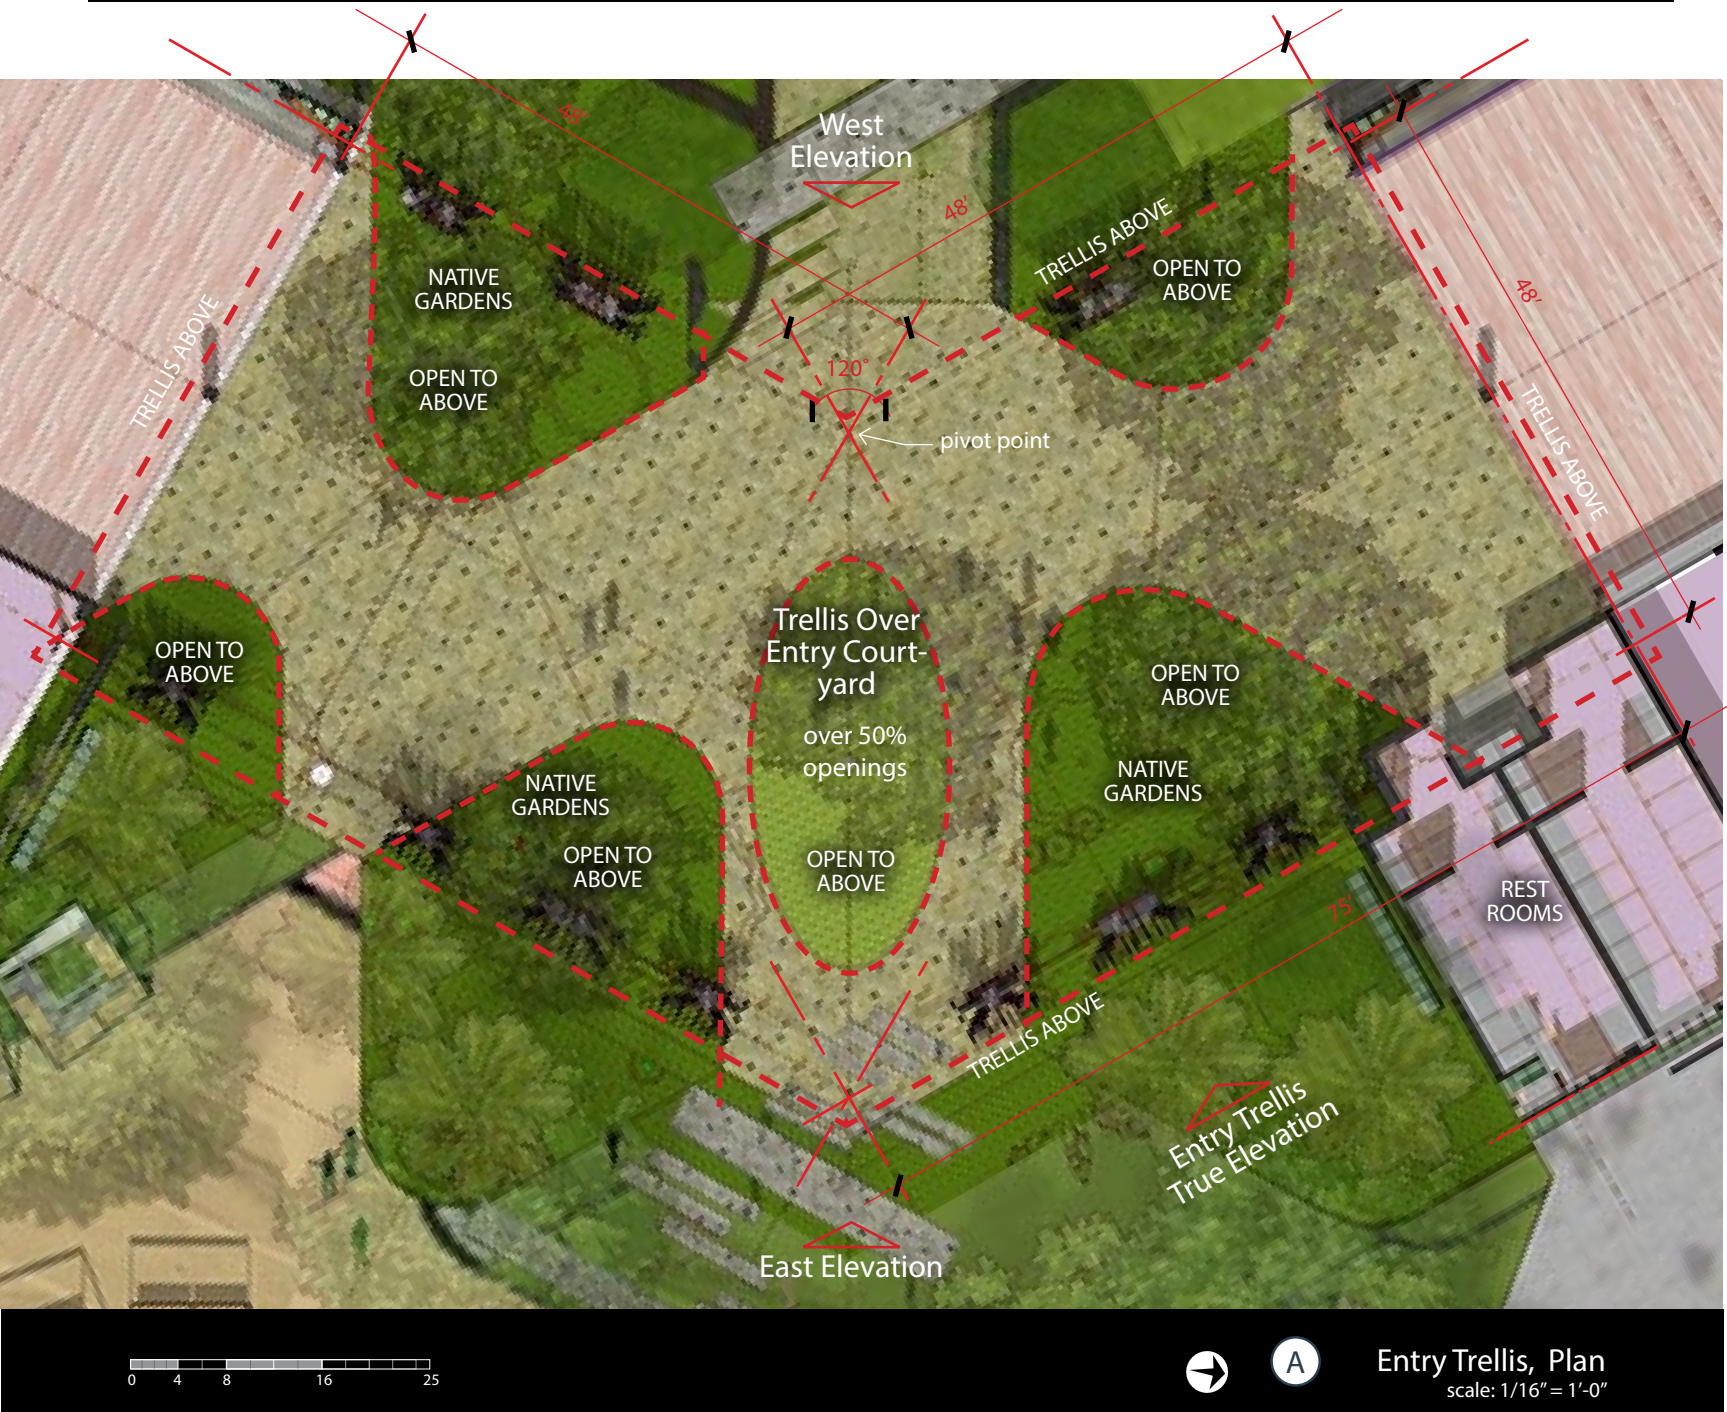 48'
West
Elevation
48'
TRELLIS ABOVE
OPEN TO
ABOVE
NATIVE
GARDENS
48'
TRELLIS ABOVE
OPEN TO
ABOVE
120°
pivot point
TRELLIS ABOVE
OPEN TO
ABOVE
Trellis Over
Entry Court-
yard
over 50%
openings
OPEN TO
ABOVE
OPEN TO
ABOVE
NATIVE
GARDENS
NATIVE
GARDENS
OPEN TO
ABOVE
REST
ROOMS
75'
TRELLIS ABOVE
Entry Trellis
True Elevation
East Elevation
0 4 8 16 25
A
Entry Trellis, Plan
scale: 1/16" = 1'-0"